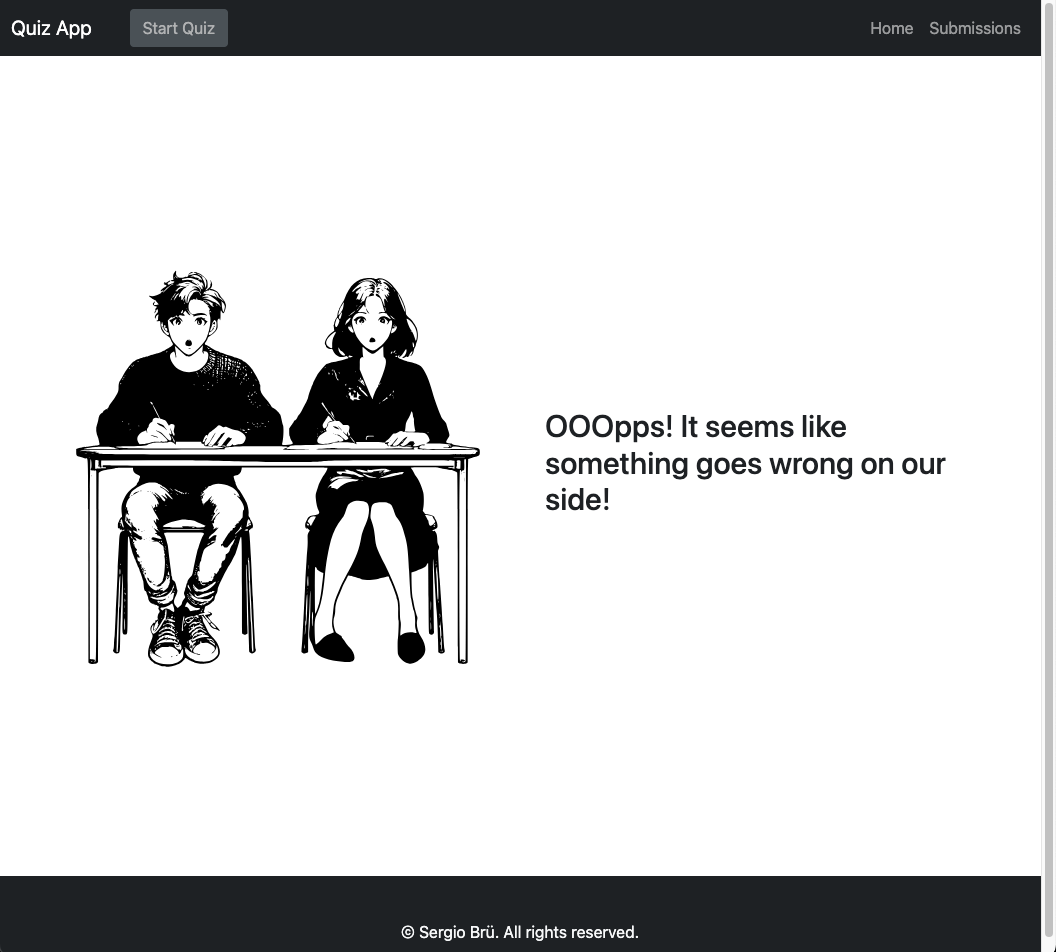 Quiz App Start Quiz Home Submissions
OOOpps! It seems like
something goes wrong on our
side!
© Sergio Brü. All rights reserved.